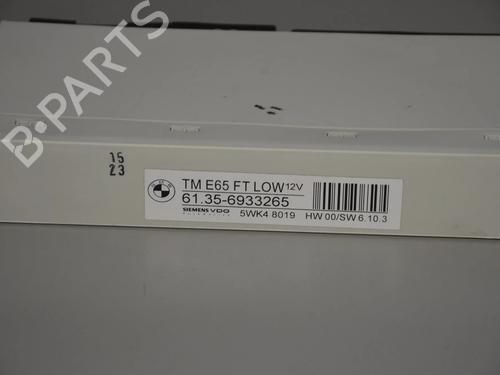 B-PARTS
15
23
BMW
TM E65 FT LOW 12V
61.35-6933265
SIEMENS VDO
5WK4 8019 HW 00/SW 6.10.3